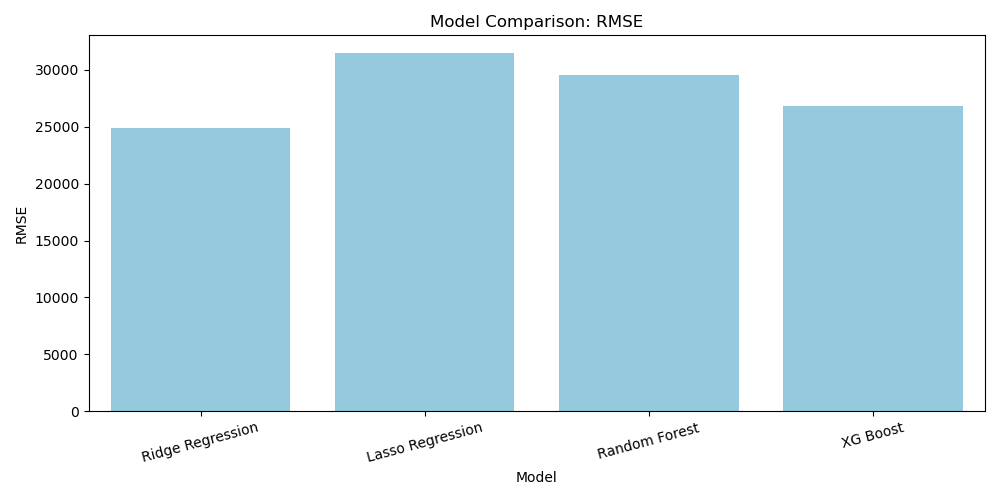 Model Comparison: RMSE
RMSE
30000
25000
20000
15000
10000
5000
0
Ridge Regression
Lasso Regression
Random Forest
XG Boost
Model